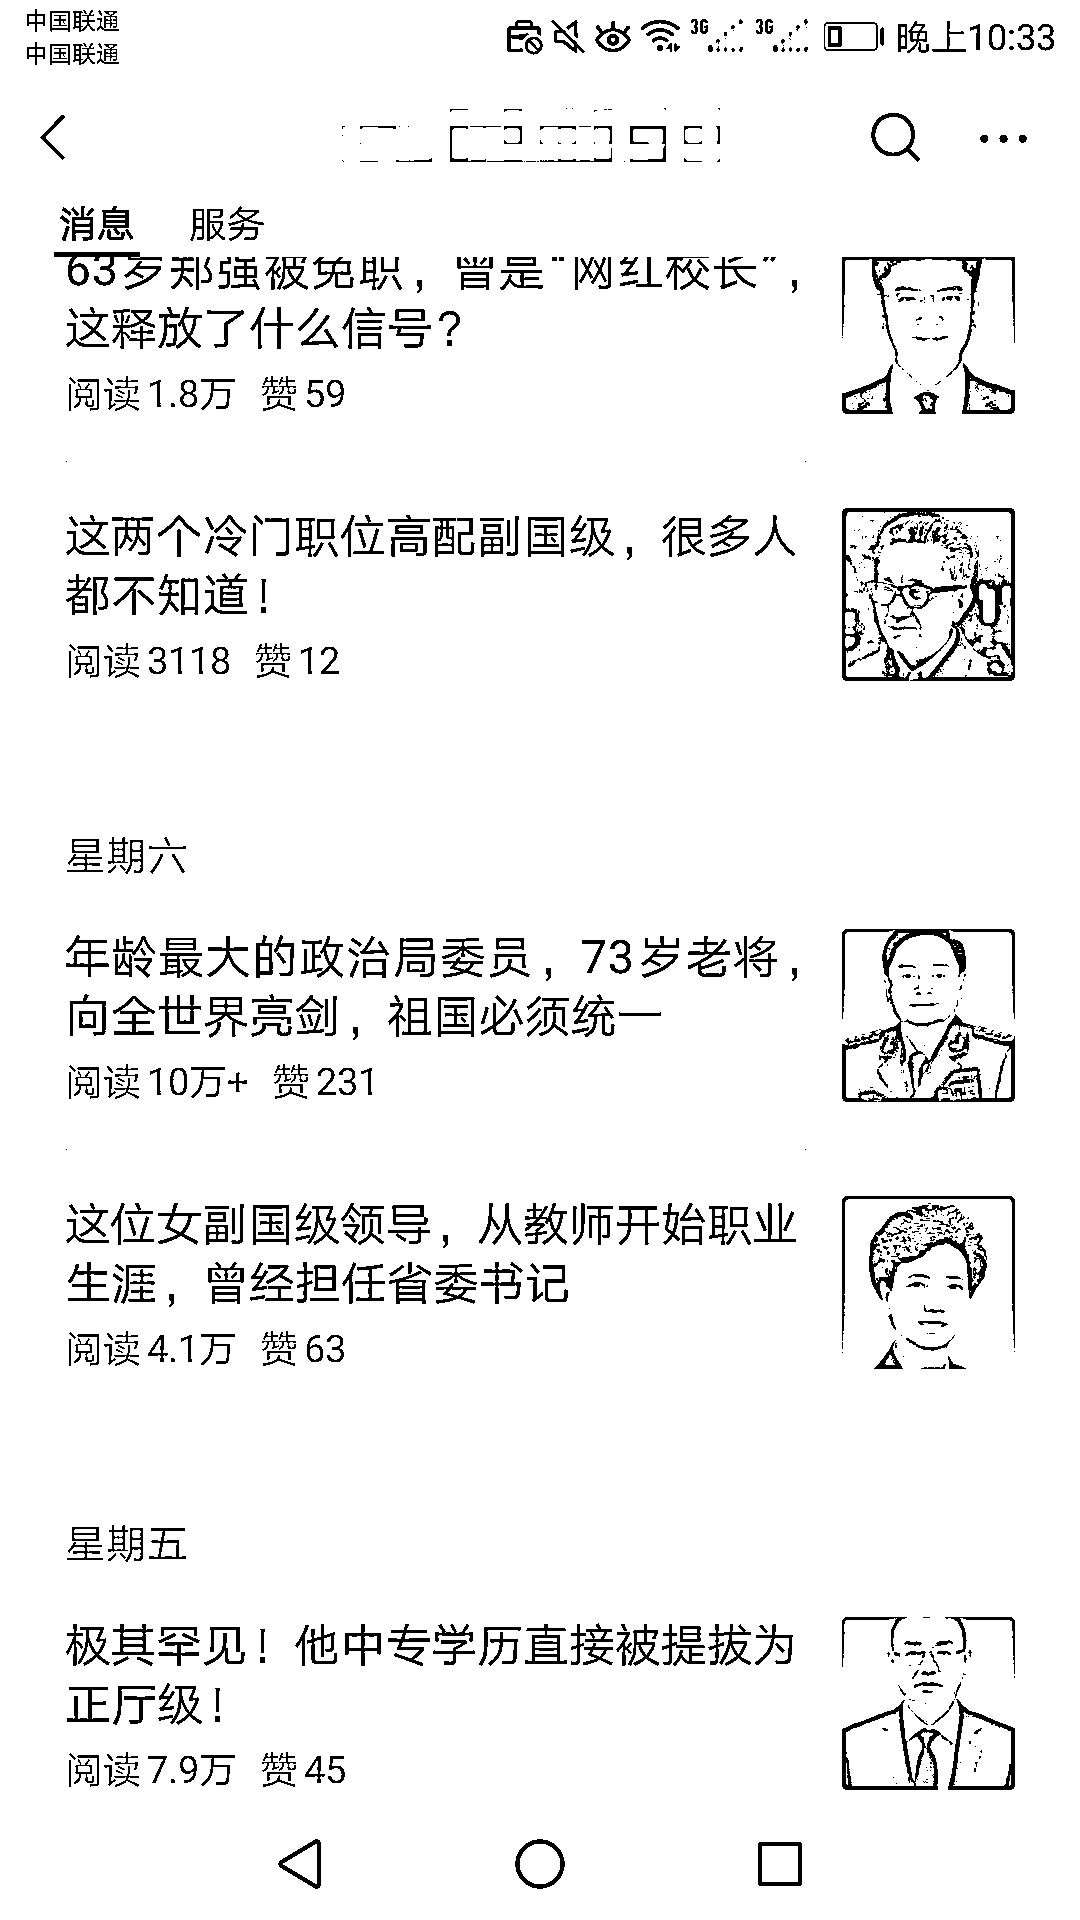 中国联通
中国联通
3G 3G 晚上10:33
消息 服务
63岁郑强被免职，曾是“网红校长”，
这释放了什么信号？
阅读 1.8万 赞 59
这两个冷门职位高配副国级，很多人
都不知道！
阅读 3118 赞 12
星期六
年龄最大的政治局委员，73岁老将，
向全世界亮剑，祖国必须统一
阅读 10万+ 赞 231
这位女副国级领导，从教师开始职业
生涯，曾经担任省委书记
阅读 4.1万 赞 63
星期五
极其罕见！他中专学历直接被提拔为
正厅级！
阅读 7.9万 赞 45